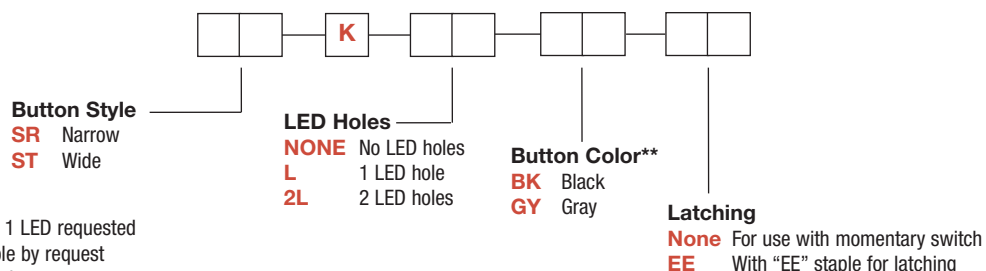 K
Button Style
SR Narrow
ST Wide
LED Holes
NONE No LED holes
L 1 LED hole
2L 2 LED holes
Button Color**
BK Black
GY Gray
Latching
None For use with momentary switch
EE With "EE" staple for latching
1 LED requested
by request